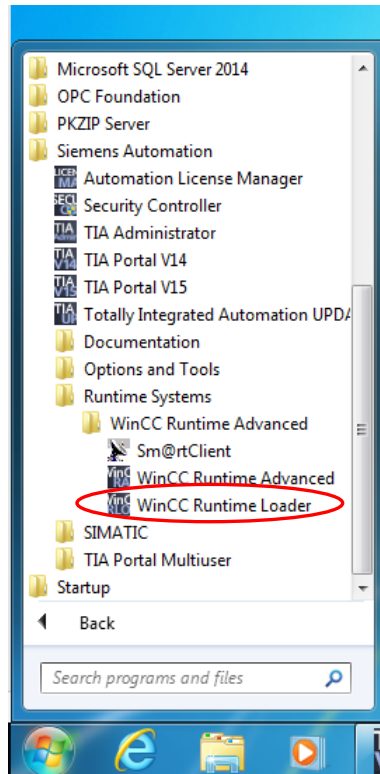 Microsoft SQL Server 2014
OPC Foundation
PKZIP Server
Siemens Automation
Automation License Manager
Security Controller
TIA Administrator
TIA Portal V14
TIA Portal V15
Totally Integrated Automation UPDA
Documentation
Options and Tools
Runtime Systems
WinCC Runtime Advanced
Sm@rtClient
WinCC Runtime Advanced
WinCC Runtime Loader
SIMATIC
TIA Portal Multiuser
Startup
Back
Search programs and files